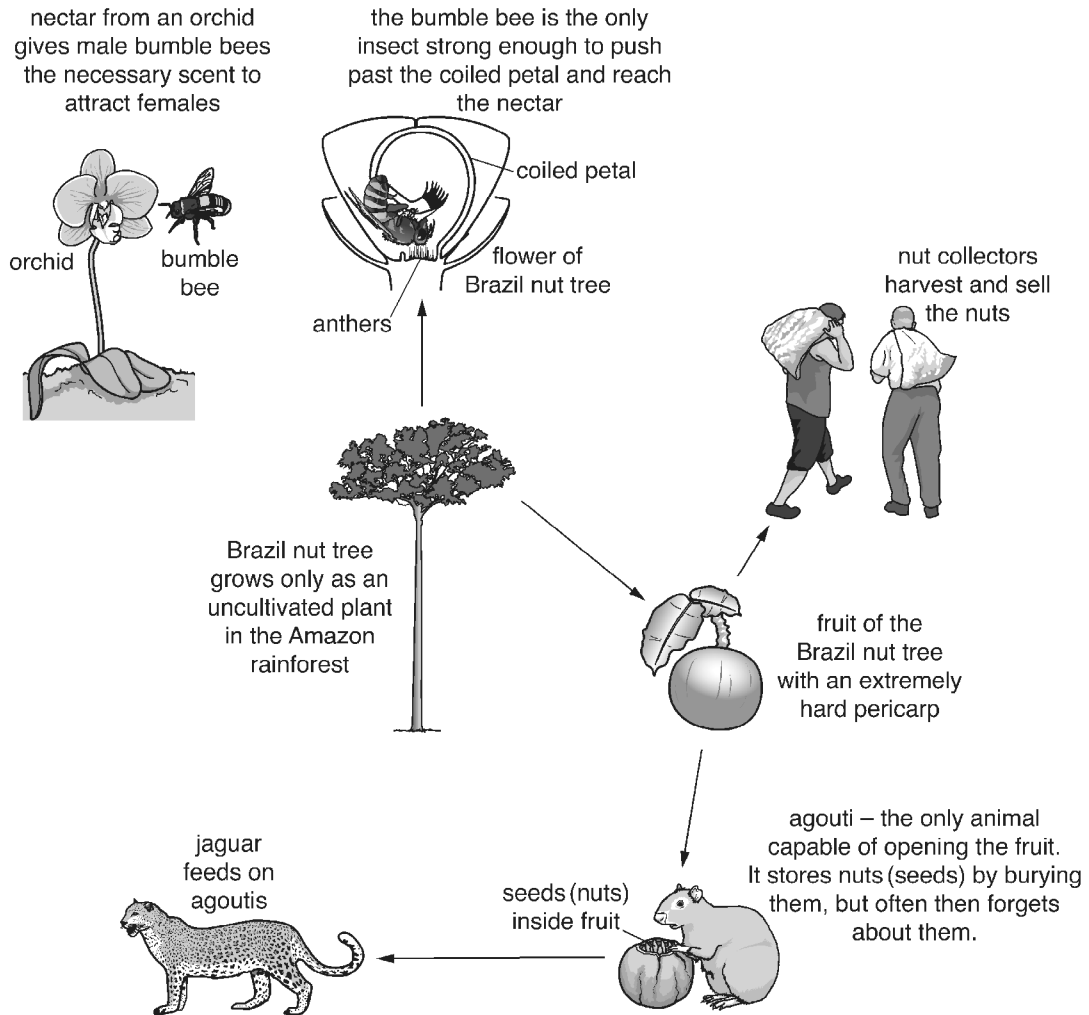 nectar from an orchid
gives male bumble bees
the necessary scent to
attract females
the bumble bee is the only
insect strong enough to push
past the coiled petal and reach
the nectar
coiled petal
orchid
bumble
bee
flower of
Brazil nut tree
anthers
nut collectors
harvest and sell
the nuts
Brazil nut tree
grows only as an
uncultivated plant
in the Amazon
rainforest
fruit of the
Brazil nut tree
with an extremely
hard pericarp
agouti – the only animal
capable of opening the fruit.
It stores nuts (seeds) by burying
them, but often then forgets
about them.
jaguar
feeds on
agoutis
seeds (nuts)
inside fruit